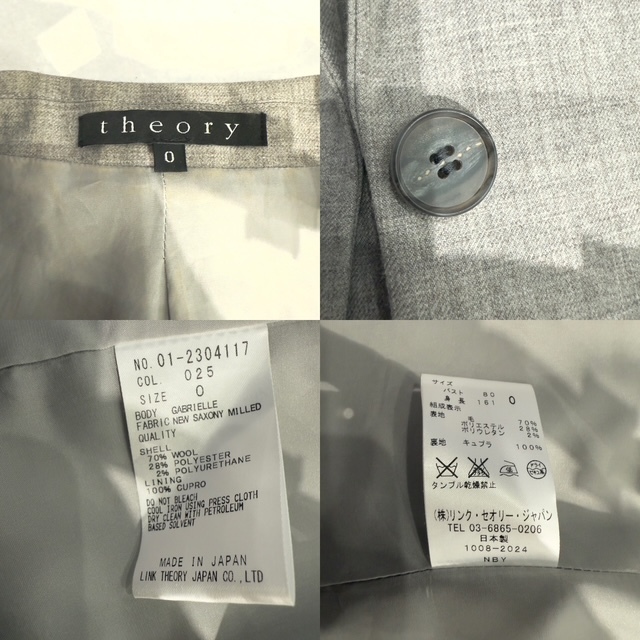 theory
0
NO. 01-2304117
COL. 025
SIZE 0
BODY GABRIELLE
FABRIC NEW SAXONY MILLED
QUALITY
SHELL
70% WOOL
28% POLYESTER
2% POLYURETHANE
LINING
100% CUPRO
DO NOT BLEACH
COOL IRON USING PRESS CLOTH
DRY CLEAN WITH PETROLEUM
BASED SOLVENT
MADE IN JAPAN
LINK THEORY JAPAN CO.,LTD
サイズ
バスト 80
身長 161 0
組成表示
表地 毛 70%
ポリエステル 28%
ポリウレタン 2%
裏地 キュプラ 100%
タンブル乾燥禁止
(株)リンク・セオリー・ジャパン
TEL 03-6865-0206
日本製
1008-2024
NBY